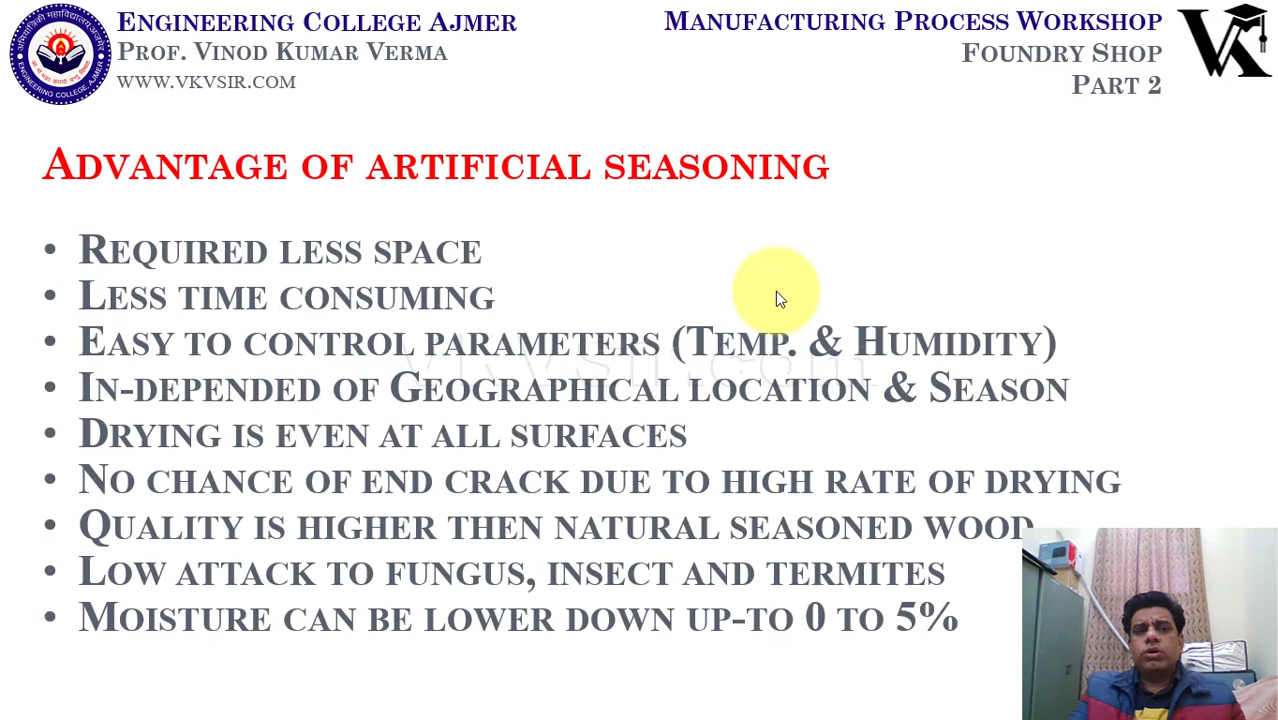 Engineering College Ajmer
Prof. Vinod Kumar Verma
www.vkvsir.com
Manufacturing Process Workshop
Foundry Shop
Part 2
Advantage of artificial seasoning
• Required less space
• Less time consuming
• Easy to control parameters (Temp. & Humidity)
• In-depended of Geographical location & Season
• Drying is even at all surfaces
• No chance of end crack due to high rate of drying
• Quality is higher then natural seasoned wood
• Low attack to fungus, insect and termites
• Moisture can be lower down up-to 0 to 5%
vkvsir.com